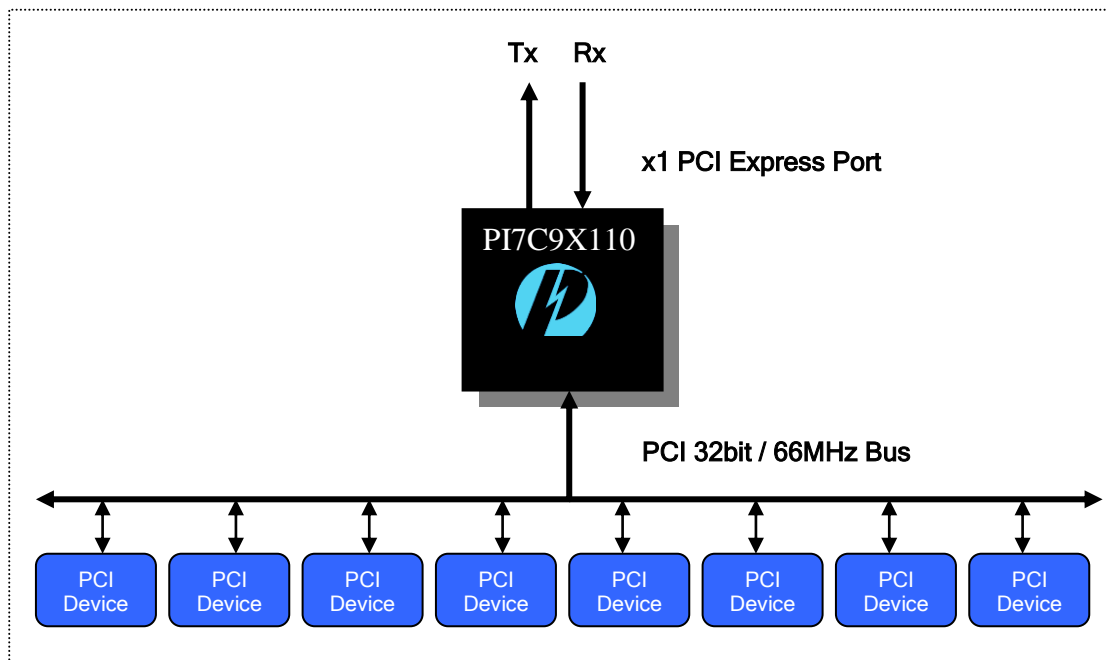 Tx Rx
x1 PCI Express Port
PI7C9X110
PCI 32bit / 66MHz Bus
PCI
Device
PCI
Device
PCI
Device
PCI
Device
PCI
Device
PCI
Device
PCI
Device
PCI
Device